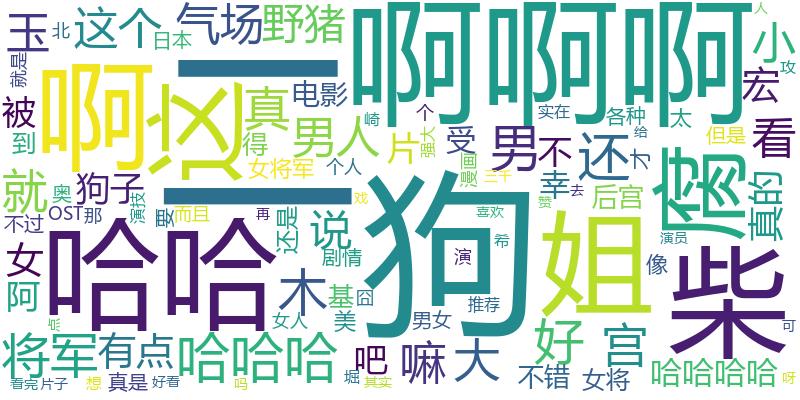 玉 北 这个 气场 野猪 啊啊啊 人
日本 小
就是 啊 这 一 电影 宏 攻
被 真 男人 崎 个 实在 各种 太
到 得 片 强大 受 男 不 还 才 给 但是 看
就 奥 狗子 女将军 个人 漫画 三千 幸 去 后宫 腐 真的
不过 OST 那 演技 要 而且 一 戏 赞
哈哈 再 还是 说 狗 喜欢 希 姐 演员 柴
女 剧情 演 像
阿 木 基 囧 推荐 可
点 女人 美 男女 好 宫
将军 有点 哈哈哈 吧 嘛 大
看完 片子 想 真是 好看 吗 堀 其实 不错 女将 哈哈哈哈 呀